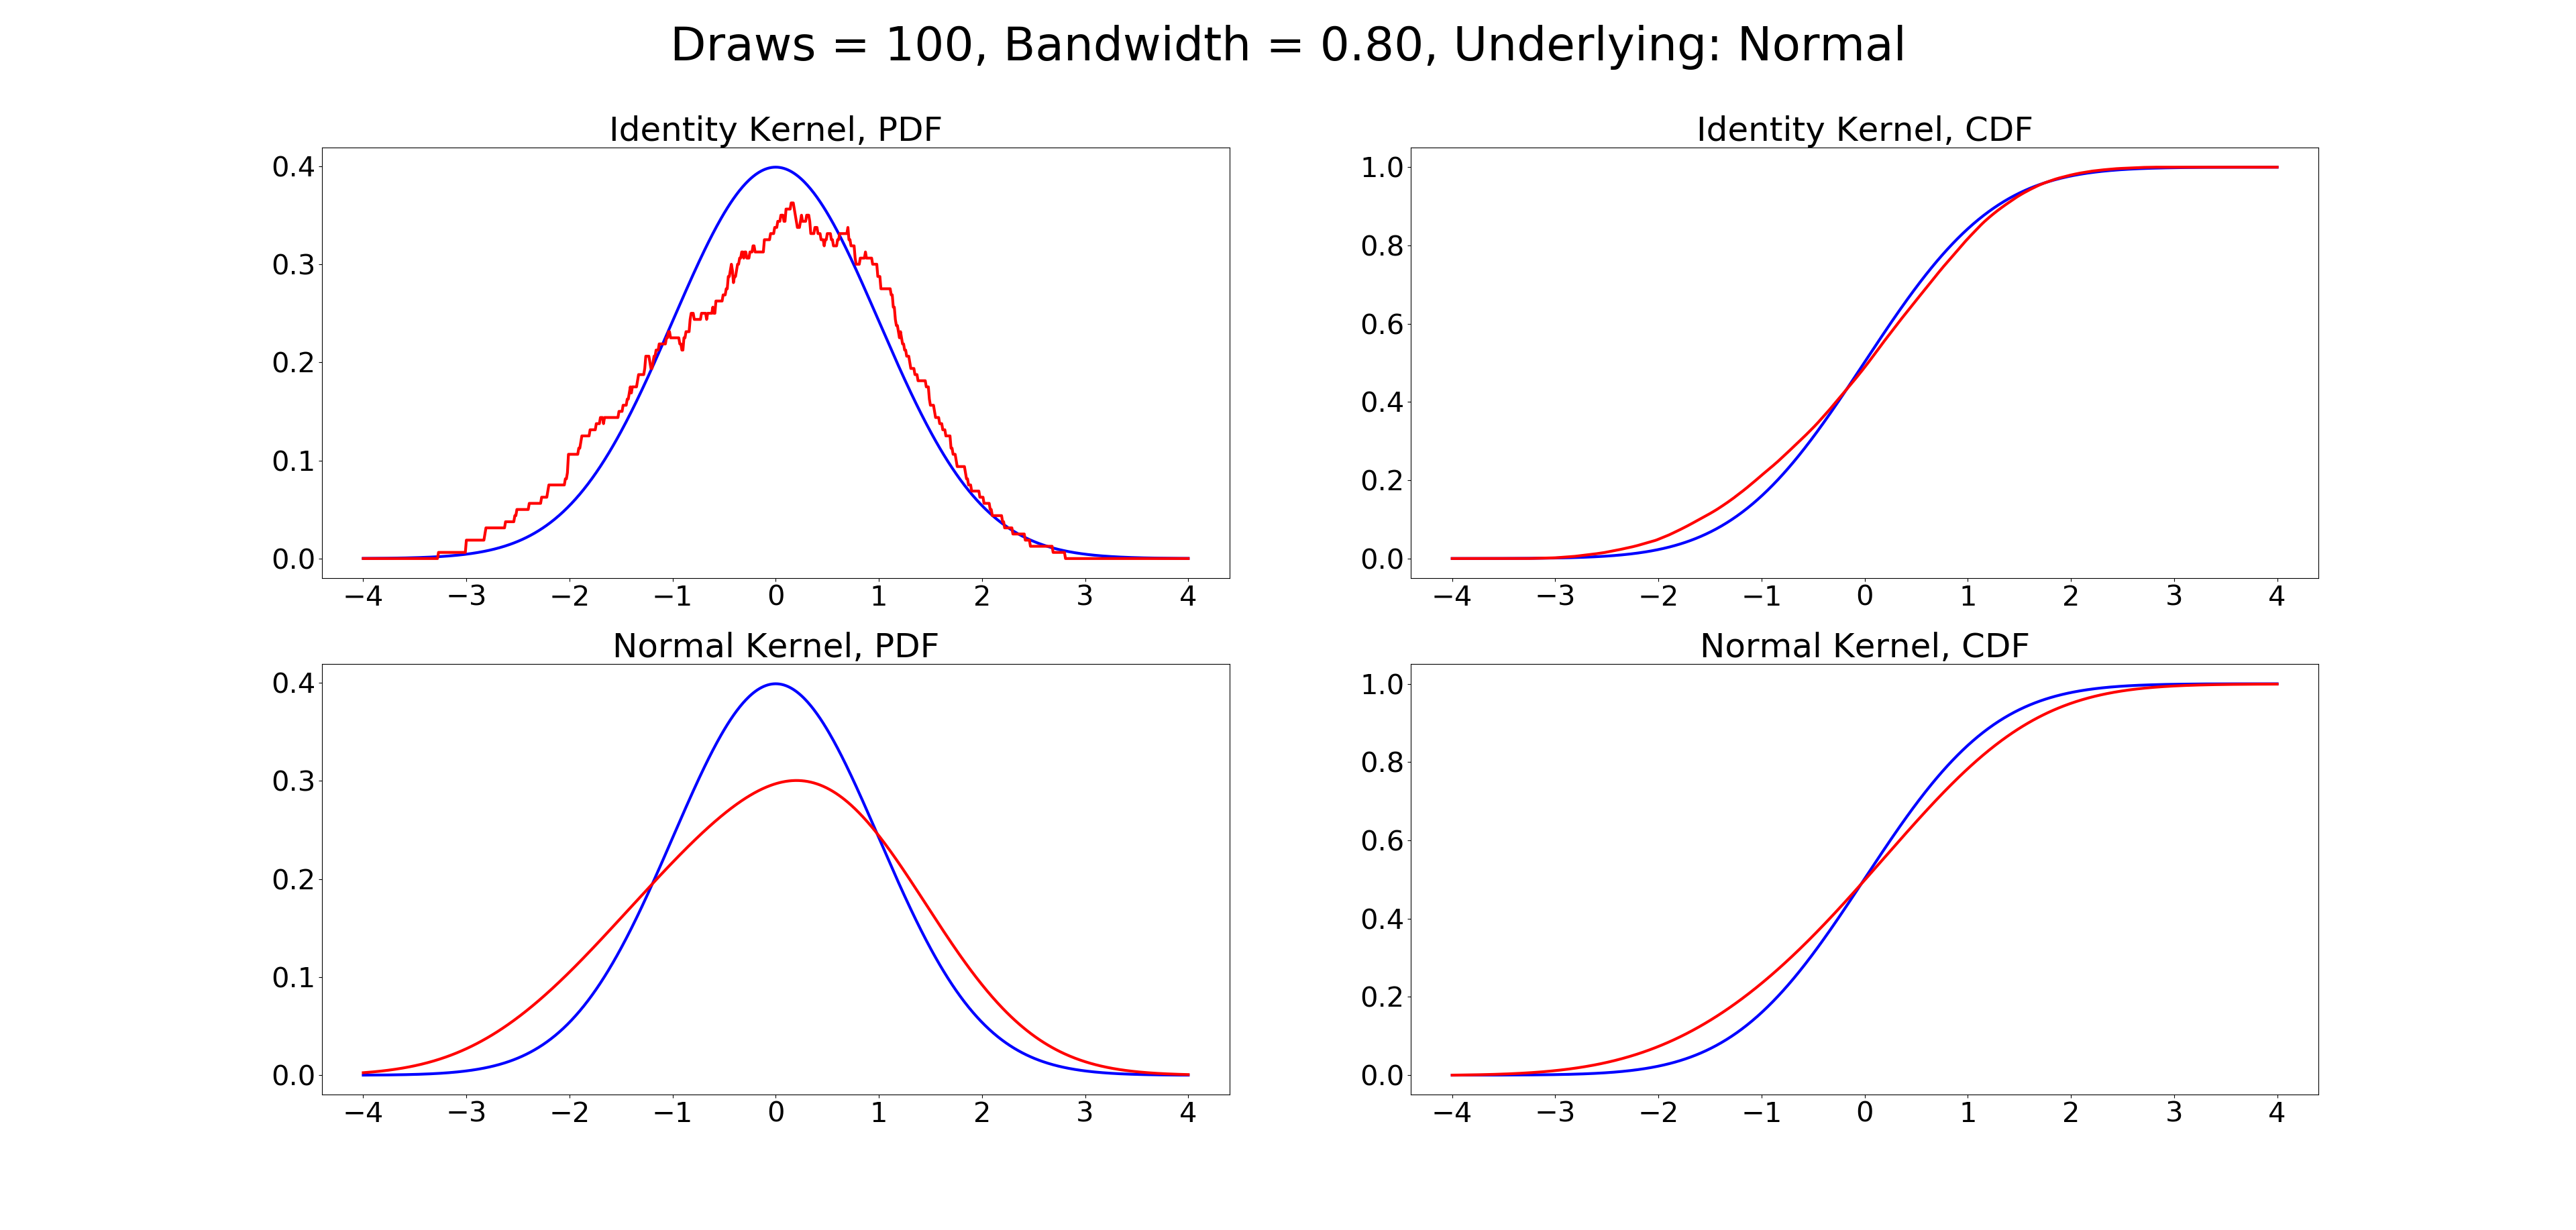 Draws = 100, Bandwidth = 0.80, Underlying: Normal
Identity Kernel, PDF
0.4
0.3
0.2
0.1
0.0
−4 −3 −2 −1 0 1 2 3 4
Identity Kernel, CDF
1.0
0.8
0.6
0.4
0.2
0.0
−4 −3 −2 −1 0 1 2 3 4
Normal Kernel, PDF
0.4
0.3
0.2
0.1
0.0
−4 −3 −2 −1 0 1 2 3 4
Normal Kernel, CDF
1.0
0.8
0.6
0.4
0.2
0.0
−4 −3 −2 −1 0 1 2 3 4